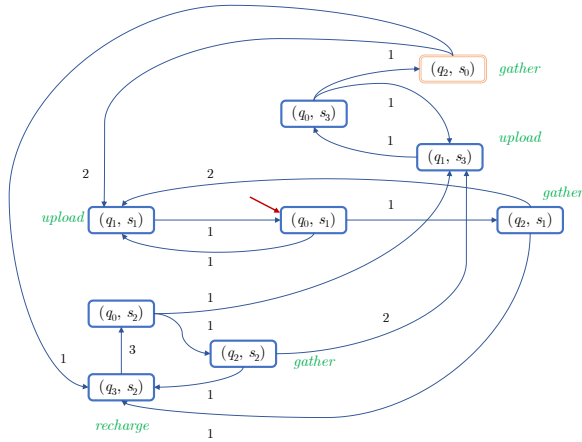 1
(q₂, s₀) gather
1
(q₀, s₃)
1
upload
(q₁, s₃)
2
2
gather
upload (q₁, s₁)
1
(q₀, s₁)
1
(q₂, s₁)
1
1
(q₀, s₂)
1
2
3
(q₂, s₂)
gather
1
(q₃, s₂)
1
recharge
1